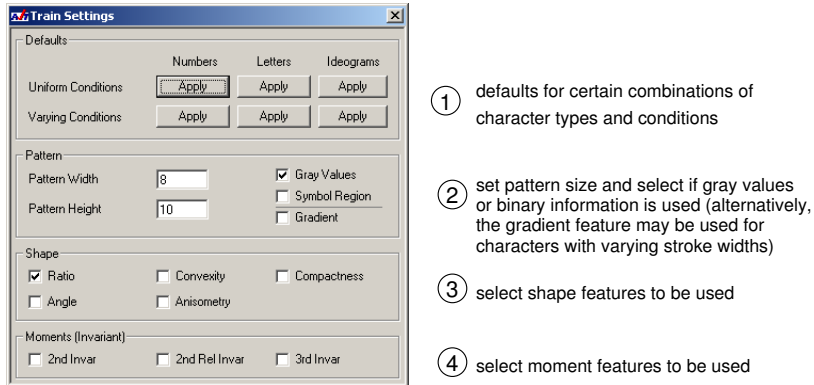 Train Settings
Defaults
Numbers Letters Ideograms
Uniform Conditions Apply Apply Apply
Varying Conditions Apply Apply Apply
Pattern
Pattern Width 8 Gray Values
Symbol Region
Pattern Height 10
Gradient
Shape
Ratio Convexity Compactness
Angle Anisometry
Moments (Invariant)
2nd Invar 2nd Rel Invar 3rd Invar
1 defaults for certain combinations of
character types and conditions
2 set pattern size and select if gray values
or binary information is used (alternatively,
the gradient feature may be used for
characters with varying stroke widths)
3 select shape features to be used
4 select moment features to be used